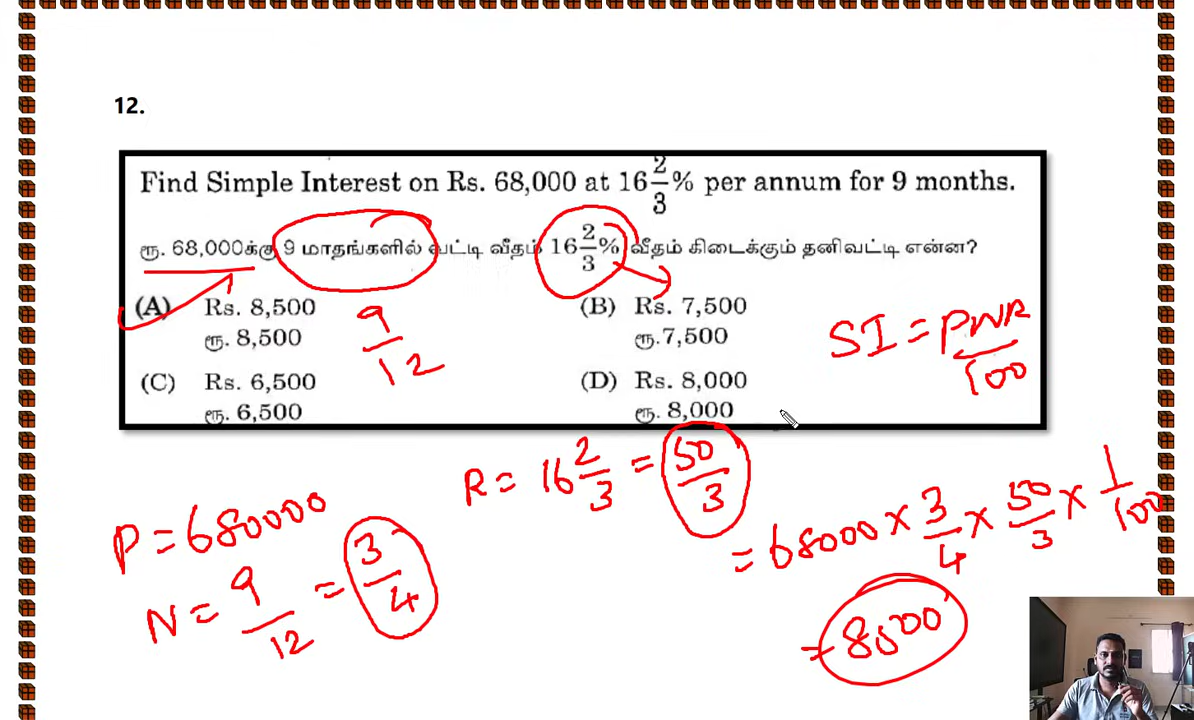 12.
Find Simple Interest on Rs. 68,000 at 16 2/3 % per annum for 9 months.
ரூ. 68,000க்கு 9 மாதங்களில் வட்டி வீதம் 16 2/3 % வீதம் கிடைக்கும் தனிவட்டி என்ன?
(A) Rs. 8,500 (B) Rs. 7,500
ரூ. 8,500 ரூ.7,500
(C) Rs. 6,500 (D) Rs. 8,000
ரூ. 6,500 ரூ. 8,000
9/12
SI = PNR/100
R = 16 2/3 = 50/3
P = 680000
N = 9/12 = 3/4
= 68000 × 3/4 × 50/3 × 1/100
= 8500